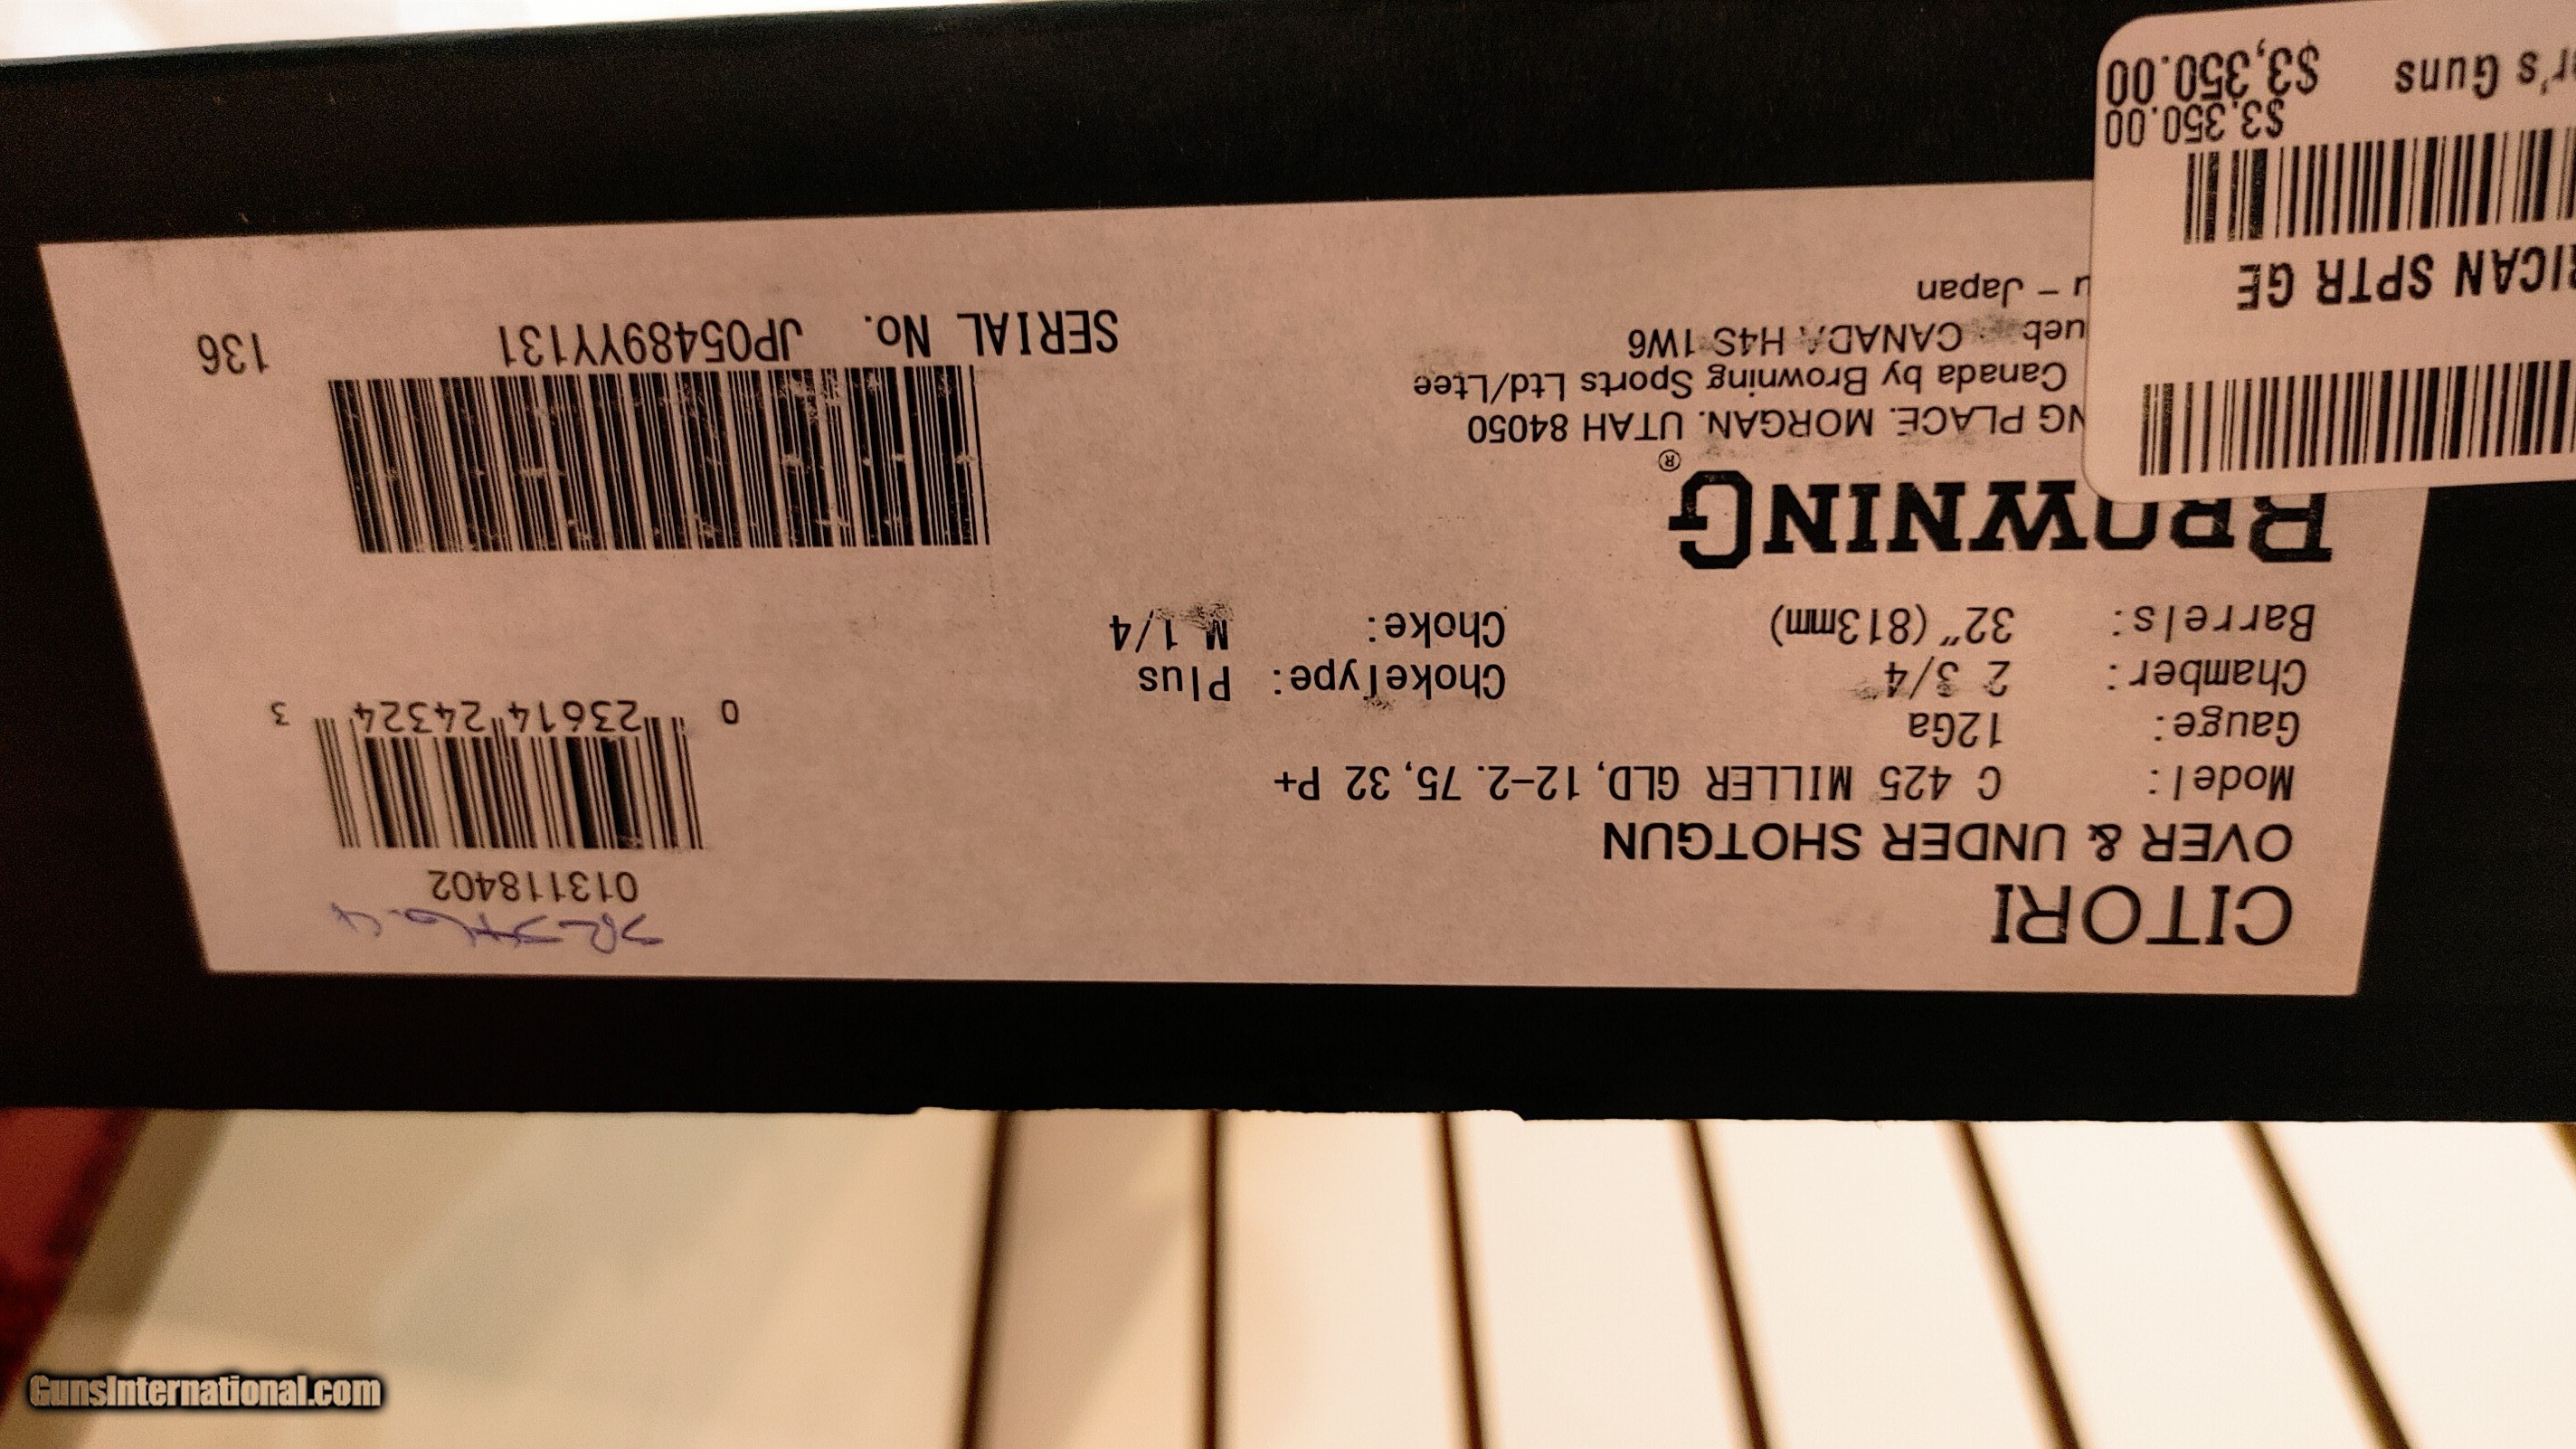 CITORI
OVER & UNDER SHOTGUN
Model: C 425 MILLER GLD, 12-2.75, 32 P+
Gauge: 12Ga
Chamber: 2 3/4
Barrels: 32" (813mm)
ChokeType: Plus
Choke: M 1/4
BROWNING®
NG PLACE. MORGAN. UTAH 84050
Canada by Browning Sports Ltd/Ltee
ueb CANADA H4S 1W6
u - Japan
013118402
0 23614 24324 3
SERIAL No. JP05489YY131
136
RICAN SPTR GE
$3,350.00
r's Guns $3,350.00
GunsInternational.com